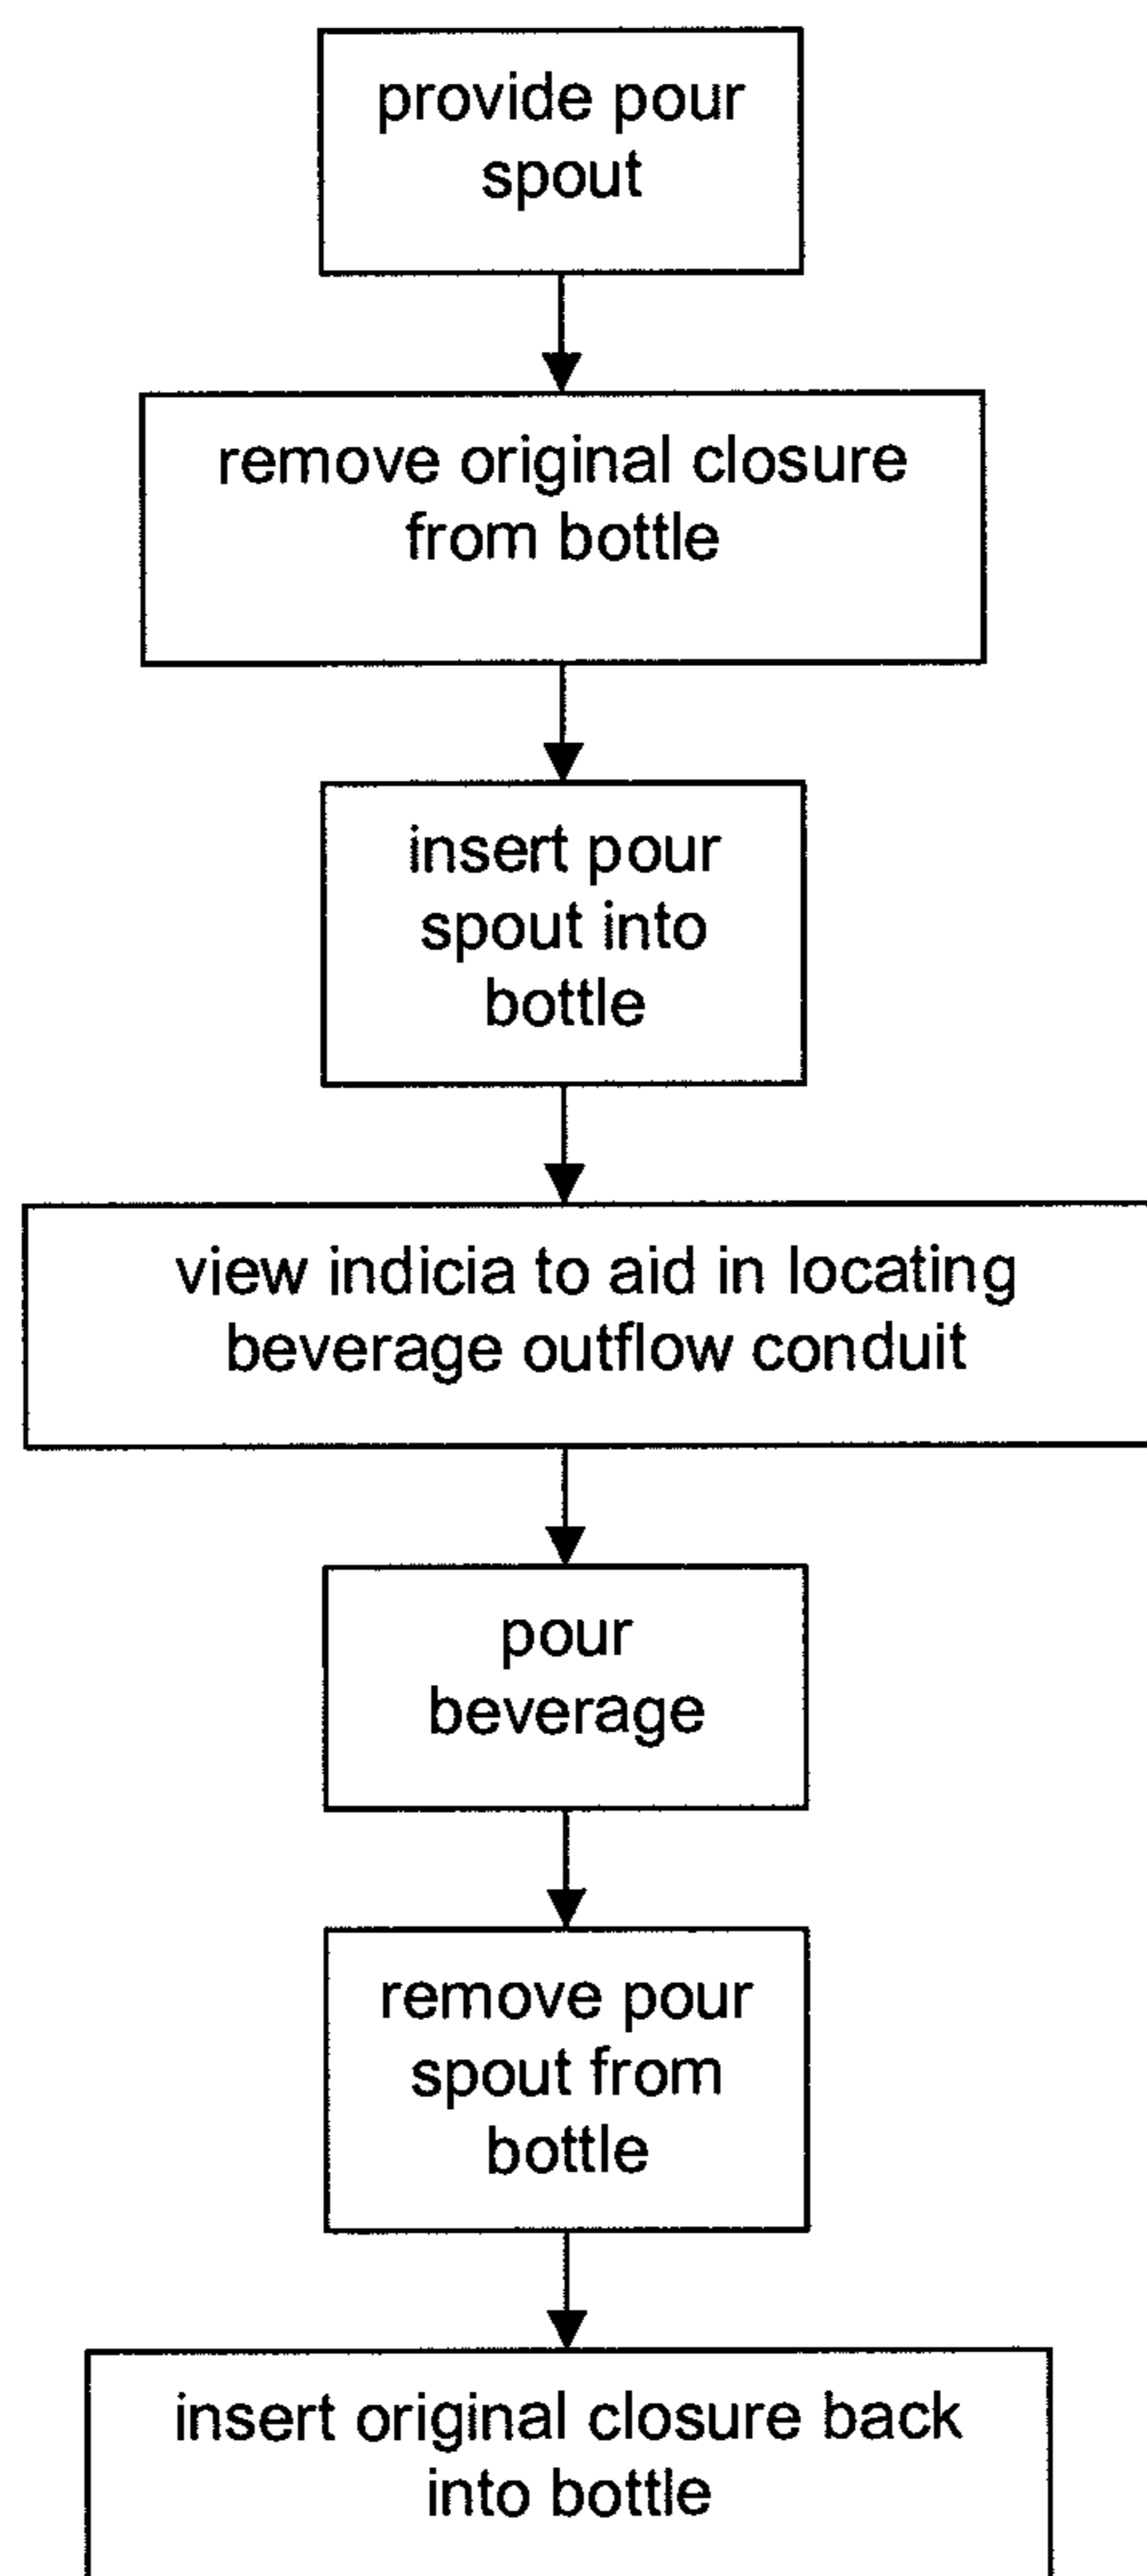 provide pour
spout
remove original closure
from bottle
insert pour
spout into
bottle
view indicia to aid in locating
beverage outflow conduit
pour
beverage
remove pour
spout from
bottle
insert original closure back
into bottle